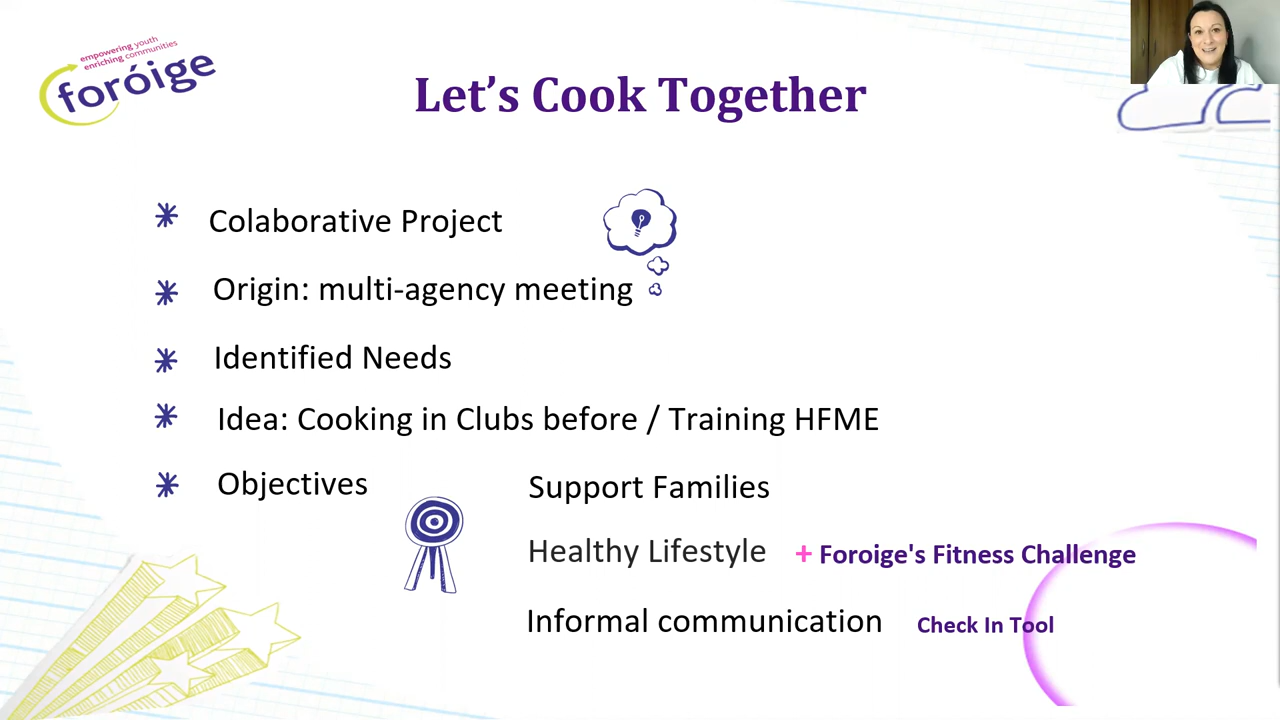 empowering youth
enriching communities
foróige
Let’s Cook Together
Colaborative Project
Origin: multi-agency meeting
Identified Needs
Idea: Cooking in Clubs before / Training HFME
Objectives
Support Families
Healthy Lifestyle + Foroige's Fitness Challenge
Informal communication Check In Tool